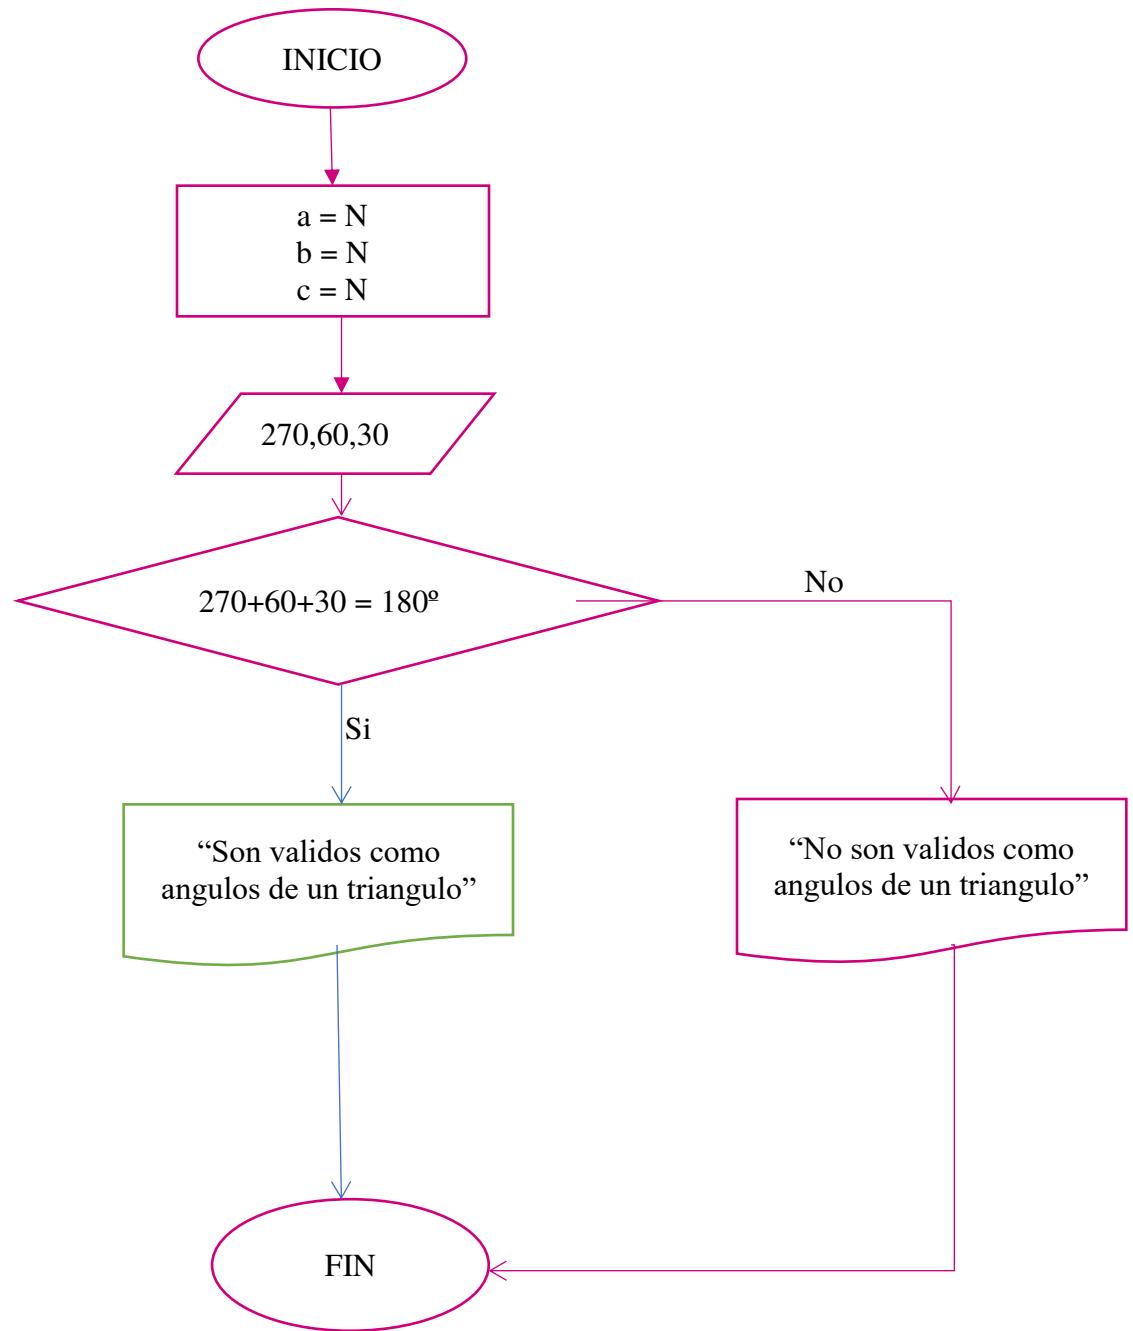 INICIO
a = N
b = N
c = N
270,60,30
270+60+30 = 180º
No
Si
“Son validos como
angulos de un triangulo”
“No son validos como
angulos de un triangulo”
FIN